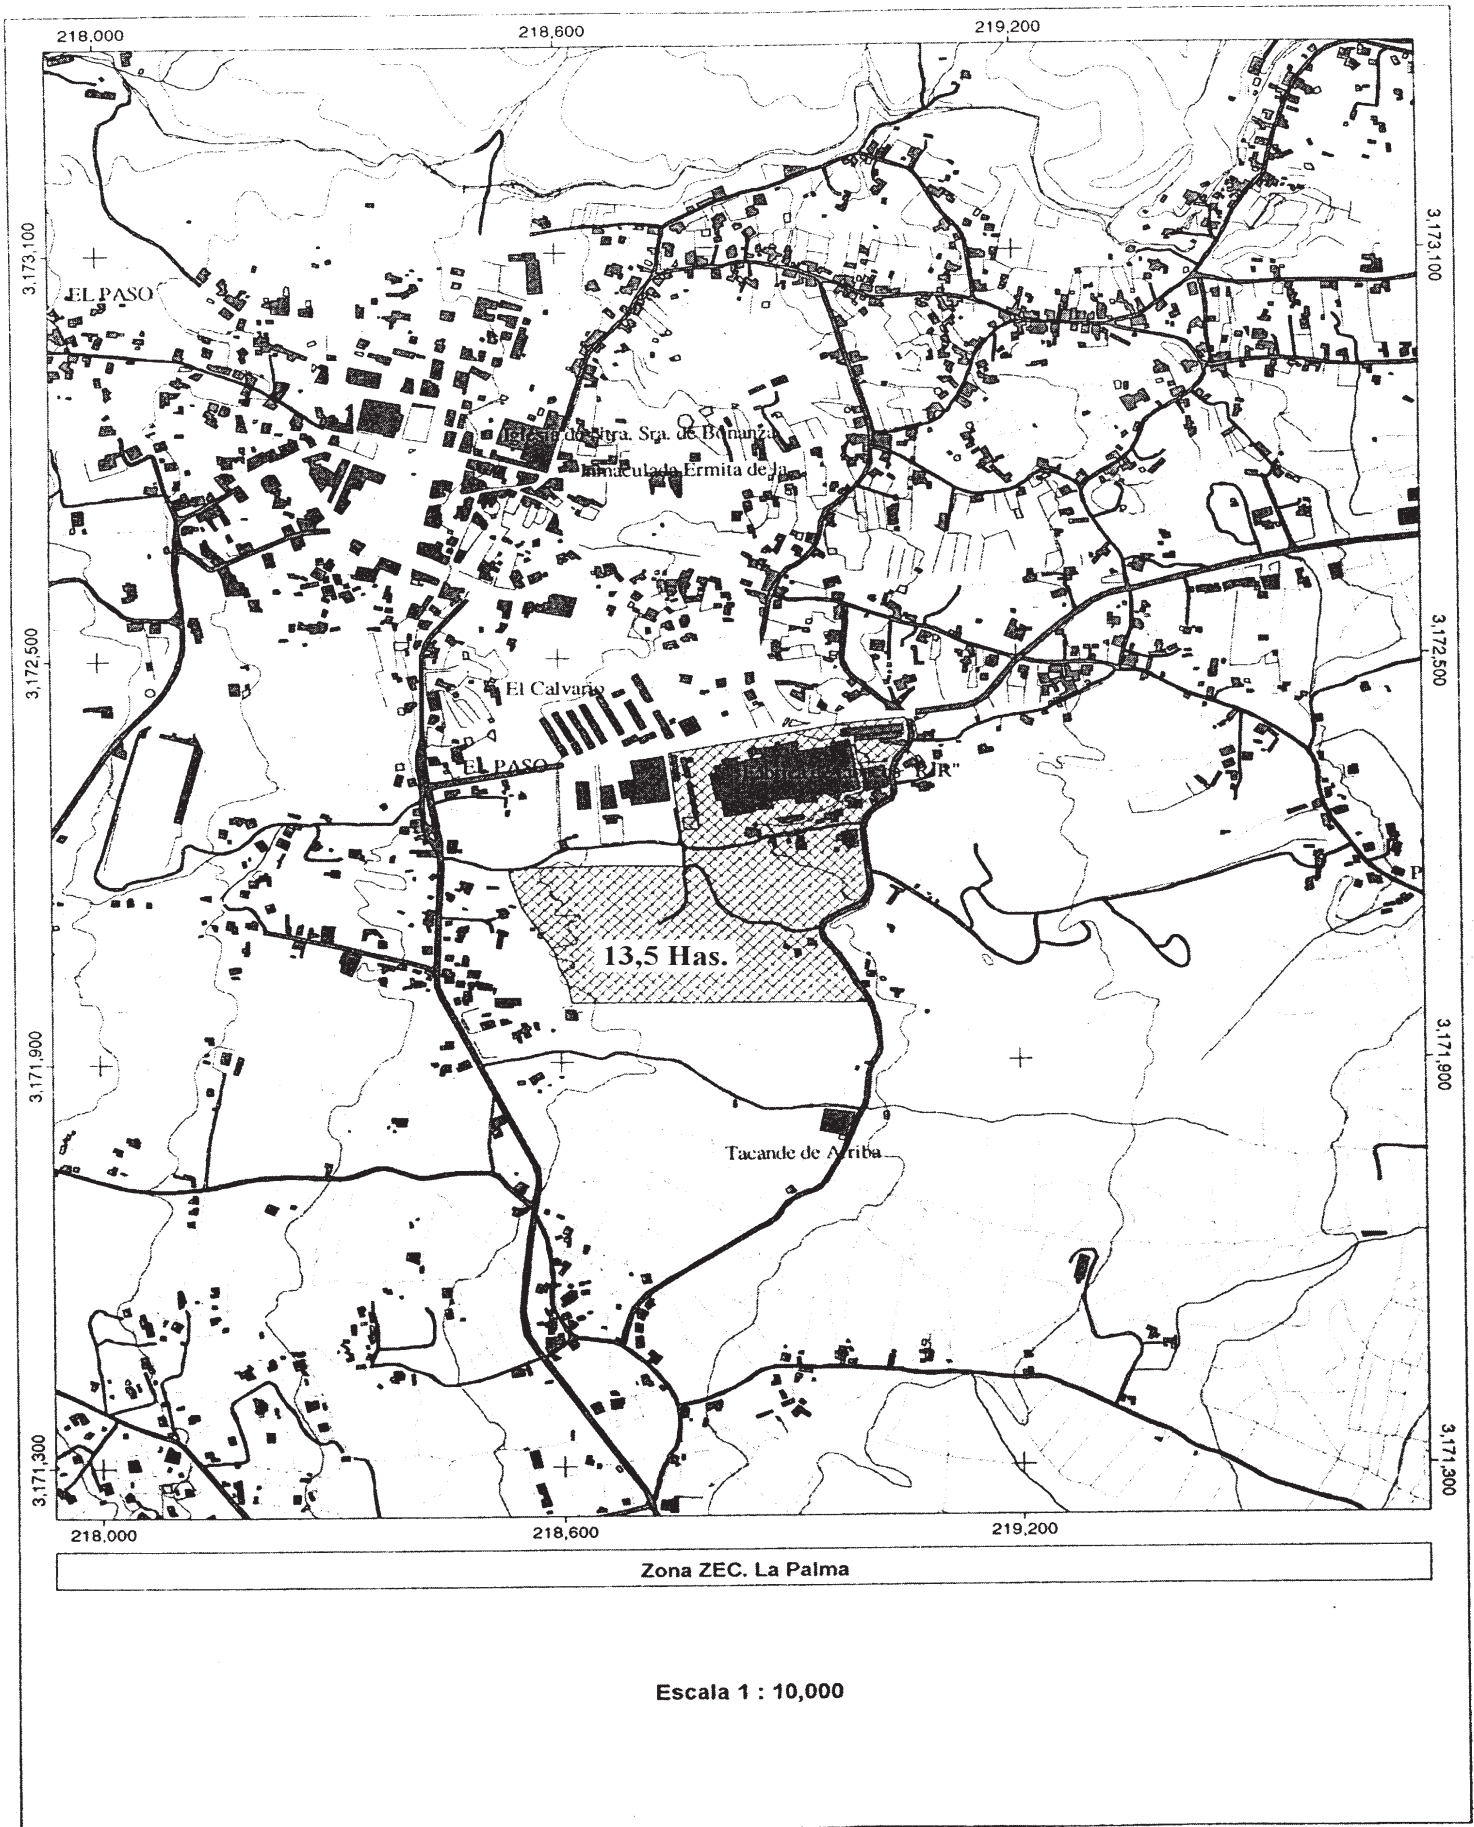 218,000 218,600 219,200
3,173,100 3,173,100
EL PASO
Iglesia de Ntra. Sra. de Bonanza
Inmaculada Ermita de la
3,172,500 3,172,500
El Calvario
EL PASO
"RJR"
P
13,5 Has.
3,171,900 3,171,900
Tacande de Arriba
3,171,300 3,171,300
218,000 218,600 219,200
Zona ZEC. La Palma
Escala 1 : 10,000